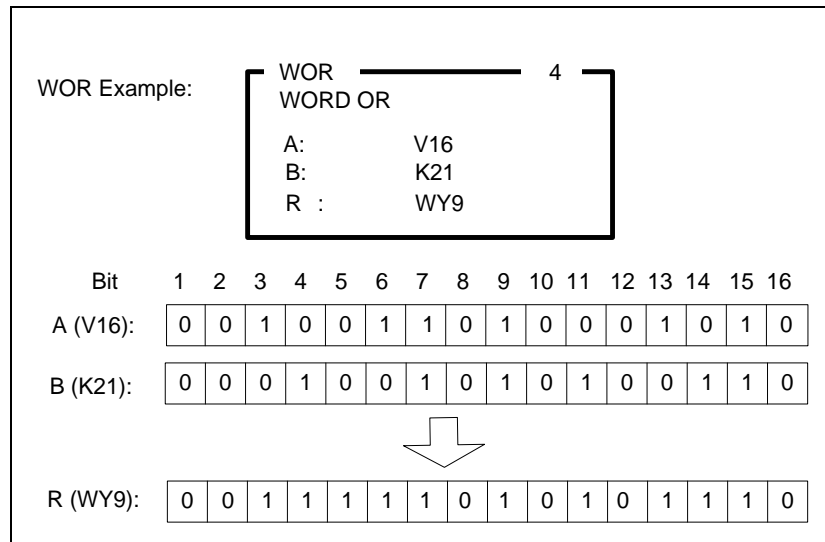 WOR Example:
WOR 4
WORD OR
A: V16
B: K21
R : WY9
Bit 1 2 3 4 5 6 7 8 9 10 11 12 13 14 15 16
A (V16): 0 0 1 0 0 1 1 0 1 0 0 0 1 0 1 0
B (K21): 0 0 0 1 0 0 1 0 1 0 1 0 0 1 1 0
R (WY9): 0 0 1 1 1 1 1 0 1 0 1 0 1 1 1 0